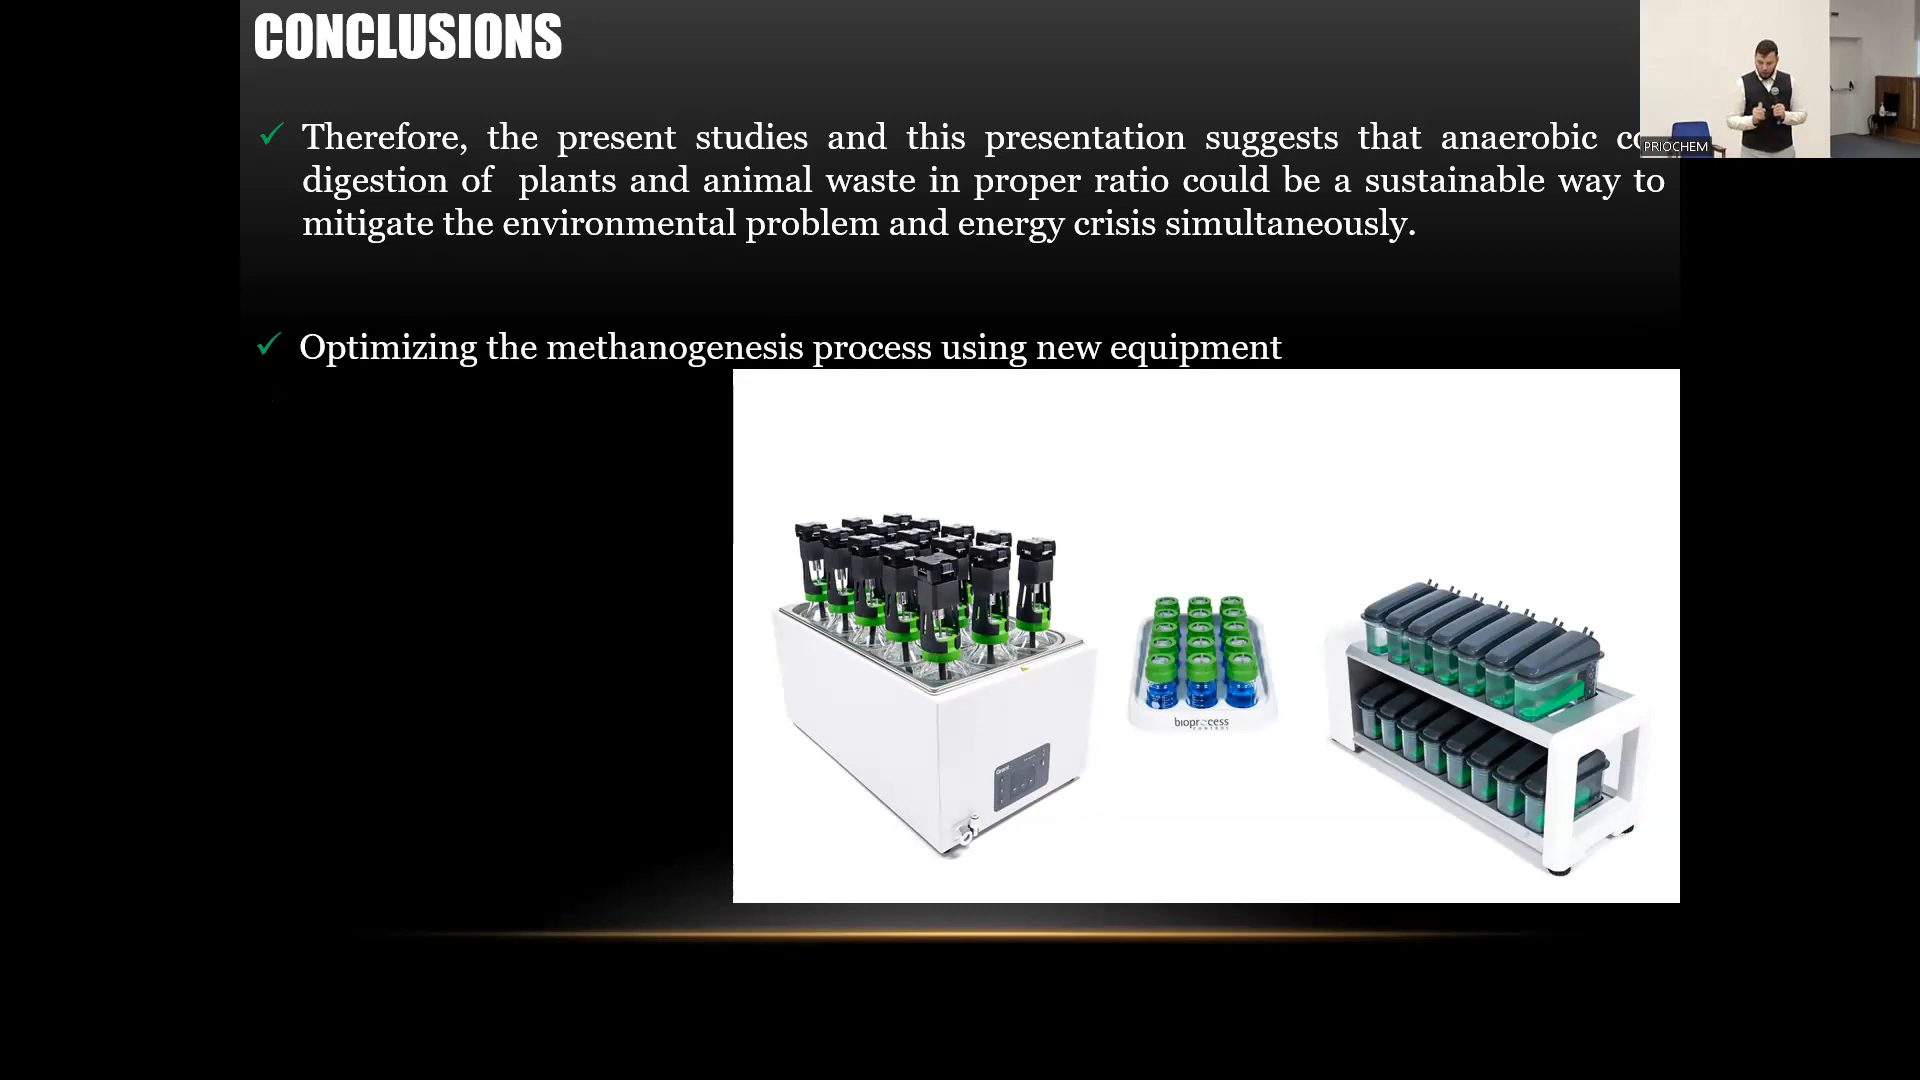 CONCLUSIONS
Therefore, the present studies and this presentation suggests that anaerobic
digestion of plants and animal waste in proper ratio could be a sustainable way to
mitigate the environmental problem and energy crisis simultaneously.
Optimizing the methanogenesis process using new equipment
PRIOCHEM
bioprocess
CONTROL